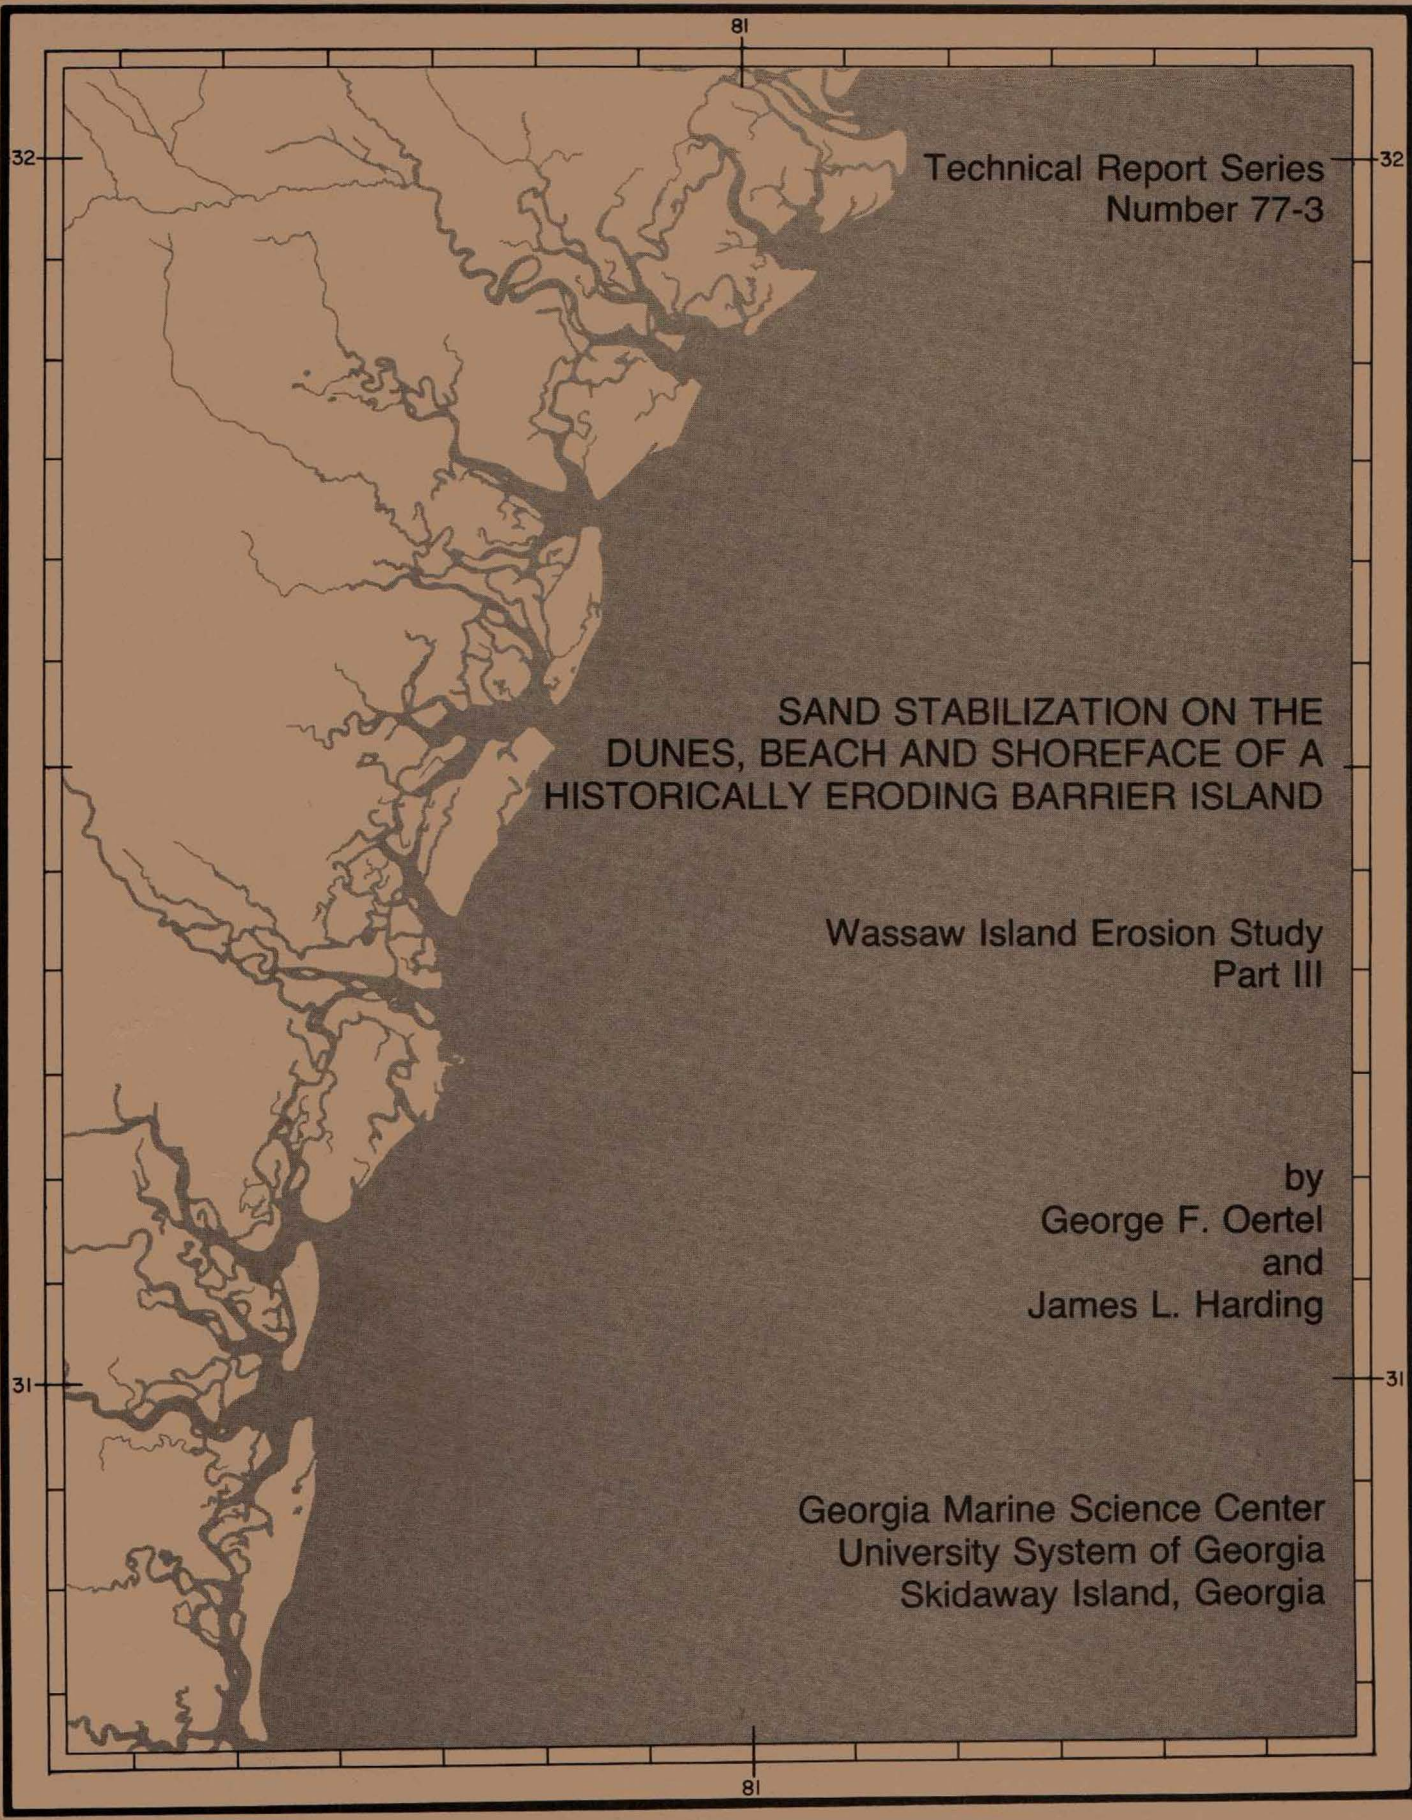 81
32
32
Technical Report Series
Number 77-3
SAND STABILIZATION ON THE
DUNES, BEACH AND SHOREFACE OF A
HISTORICALLY ERODING BARRIER ISLAND
Wassaw Island Erosion Study
Part III
by
George F. Oertel
and
James L. Harding
31
31
Georgia Marine Science Center
University System of Georgia
Skidaway Island, Georgia
81